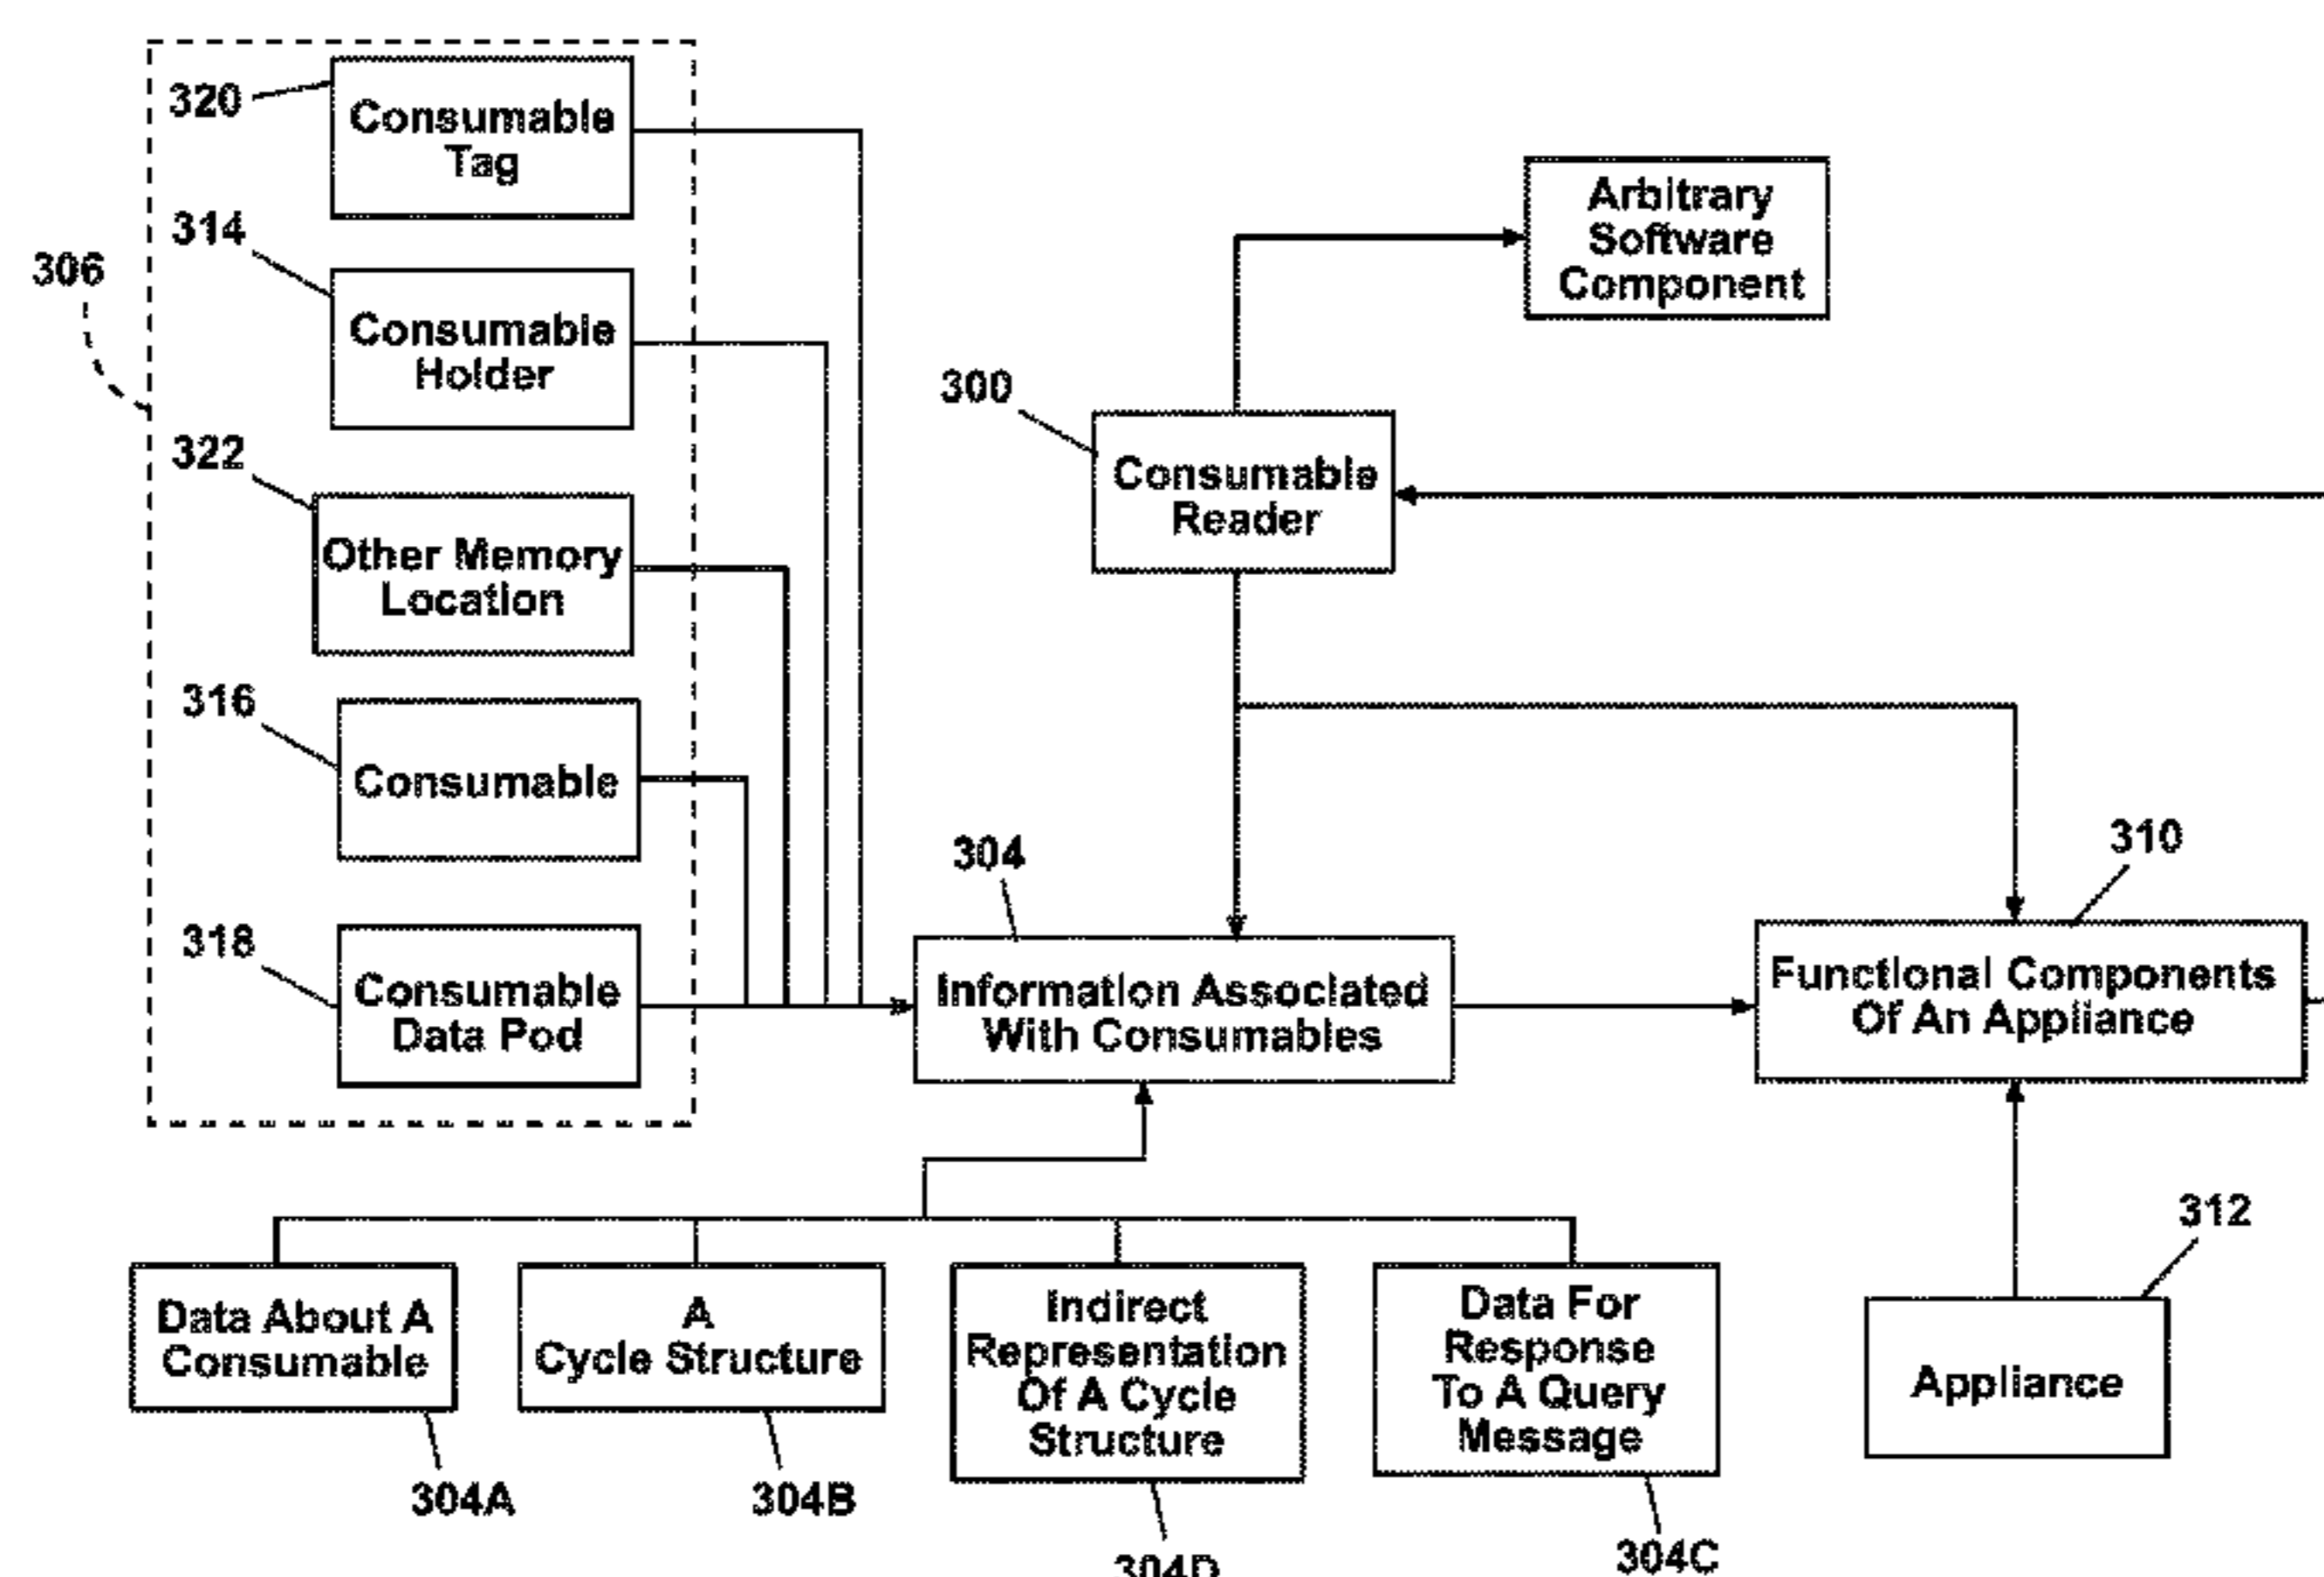 320
Consumable
Tag
314
306
Consumable
Holder
322
Other Memory
Location
316
Consumable
318
Consumable
Data Pod
Arbitrary
Software
Component
300
Consumable
Reader
304
Information Associated
With Consumables
310
Functional Components
Of An Appliance
312
Appliance
Data About A
Consumable
304A
A
Cycle Structure
304B
Indirect
Representation
Of A Cycle
Structure
304D
Data For
Response
To A Query
Message
304C